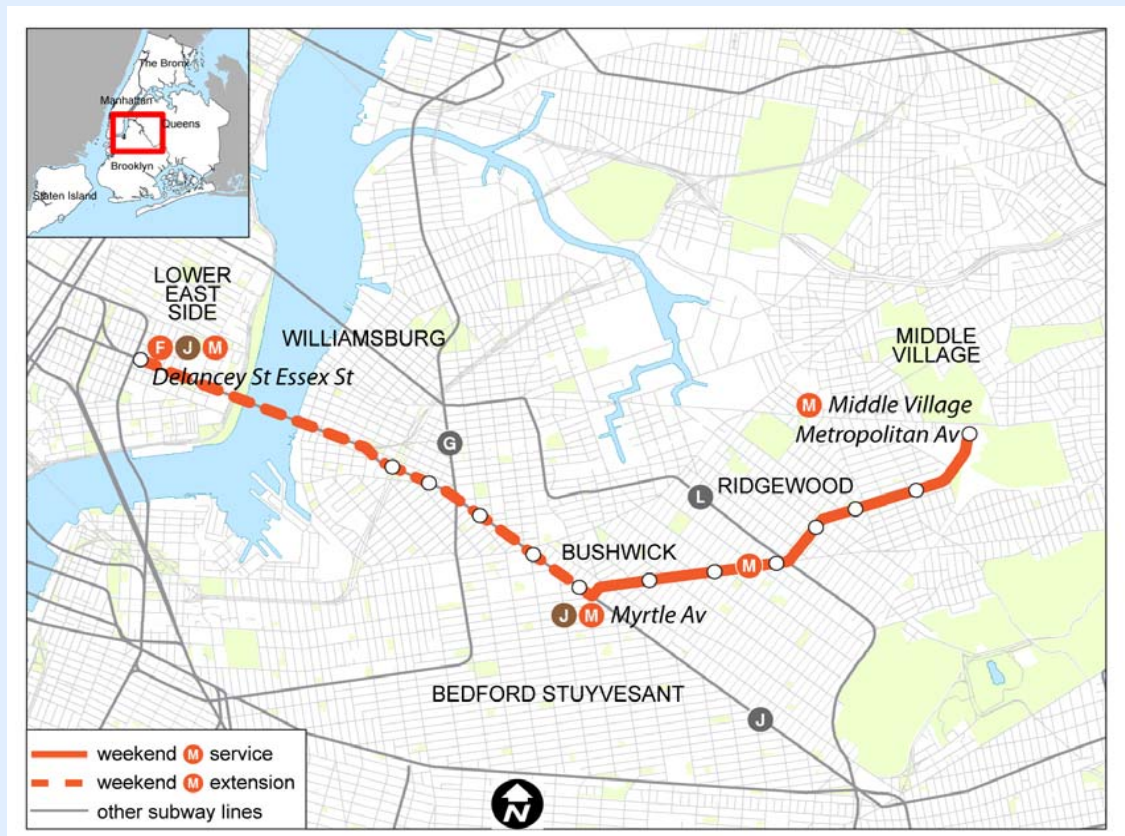 The Bronx
Manhattan
Queens
Brooklyn
Staten Island
LOWER
EAST
SIDE
F J M
Delancey St Essex St
WILLIAMSBURG
G
MIDDLE
VILLAGE
M Middle Village
Metropolitan Av
L
RIDGEWOOD
BUSHWICK
M
J M Myrtle Av
BEDFORD STUYVESANT
J
weekend M service
weekend M extension
other subway lines
N